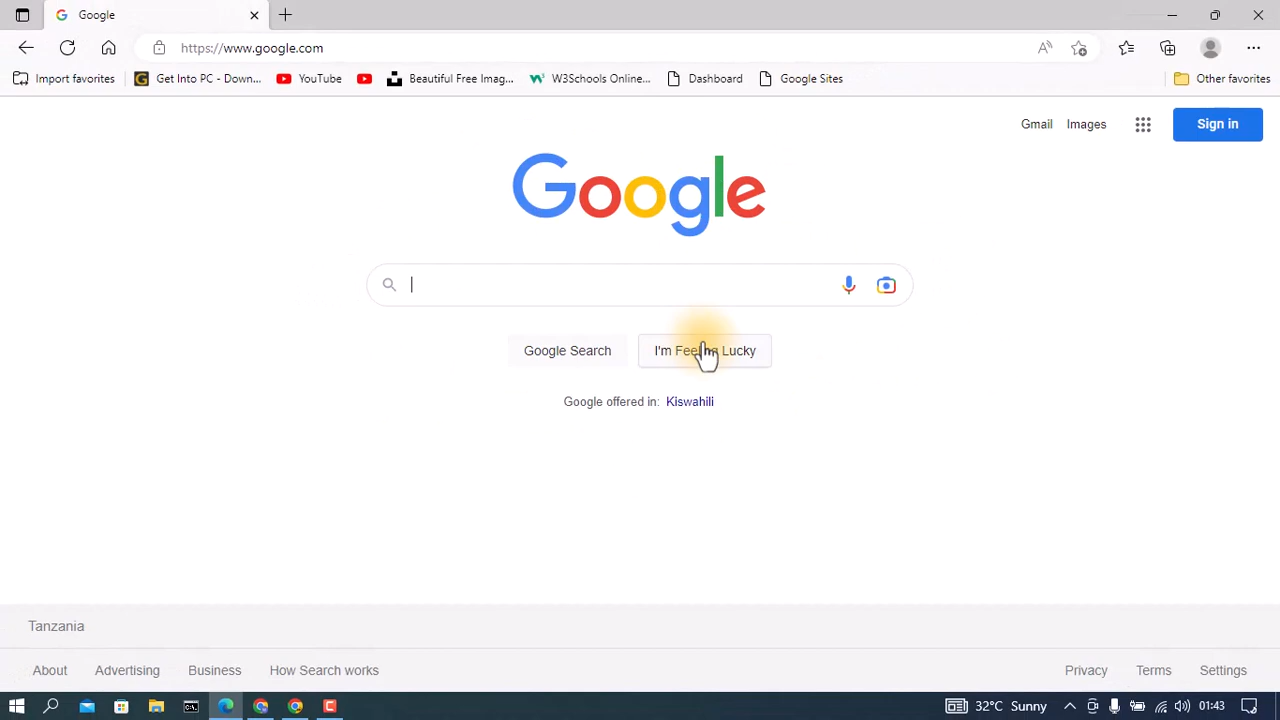 Google
https://www.google.com
Import favorites Get Into PC - Down... YouTube Beautiful Free Imag... W3Schools Online... Dashboard Google Sites Other favorites
Gmail Images Sign in
Google
Google Search I'm Feeling Lucky
Google offered in: Kiswahili
Tanzania
About Advertising Business How Search works Privacy Terms Settings
32°C Sunny 01:43